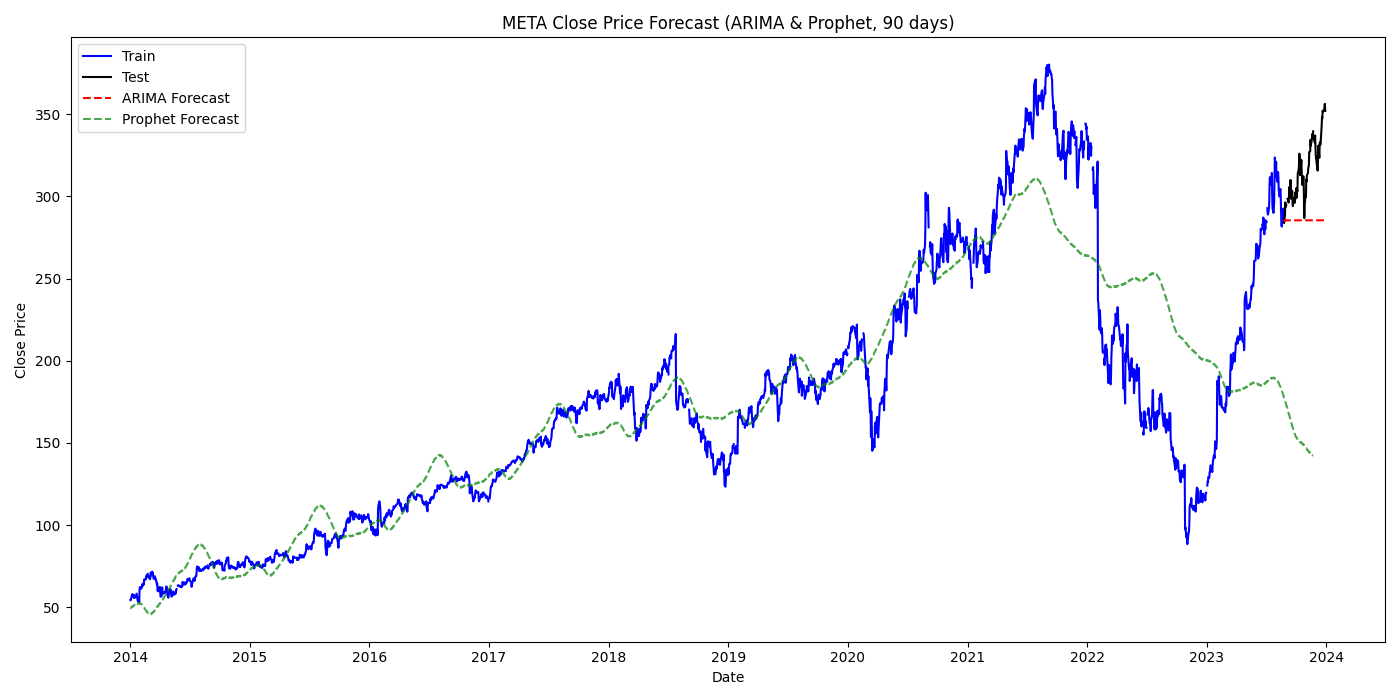 META Close Price Forecast (ARIMA & Prophet, 90 days)
Train
Test
ARIMA Forecast
Prophet Forecast
Close Price
350
300
250
200
150
100
50
2014 2015 2016 2017 2018 2019 2020 2021 2022 2023 2024
Date